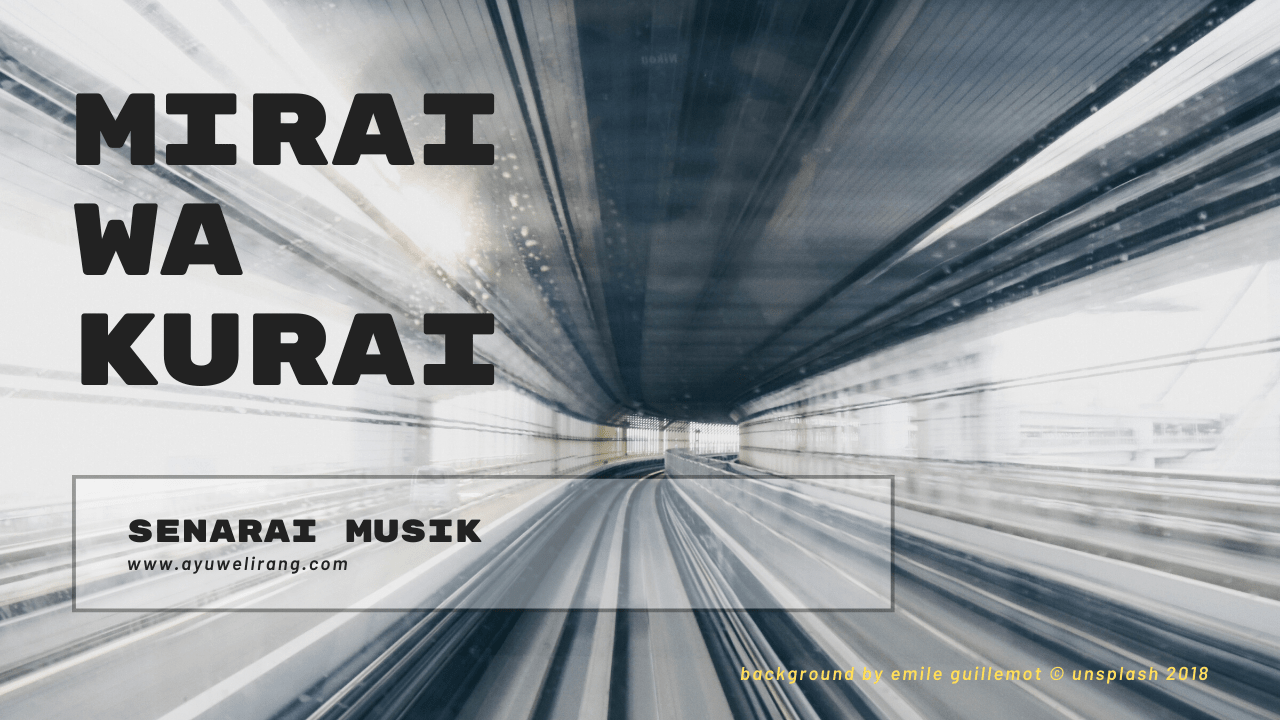 MIRAI
WA
KURAI
SENARAI MUSIK
www.ayuwelirang.com
background by emile guillemot © unsplash 2018